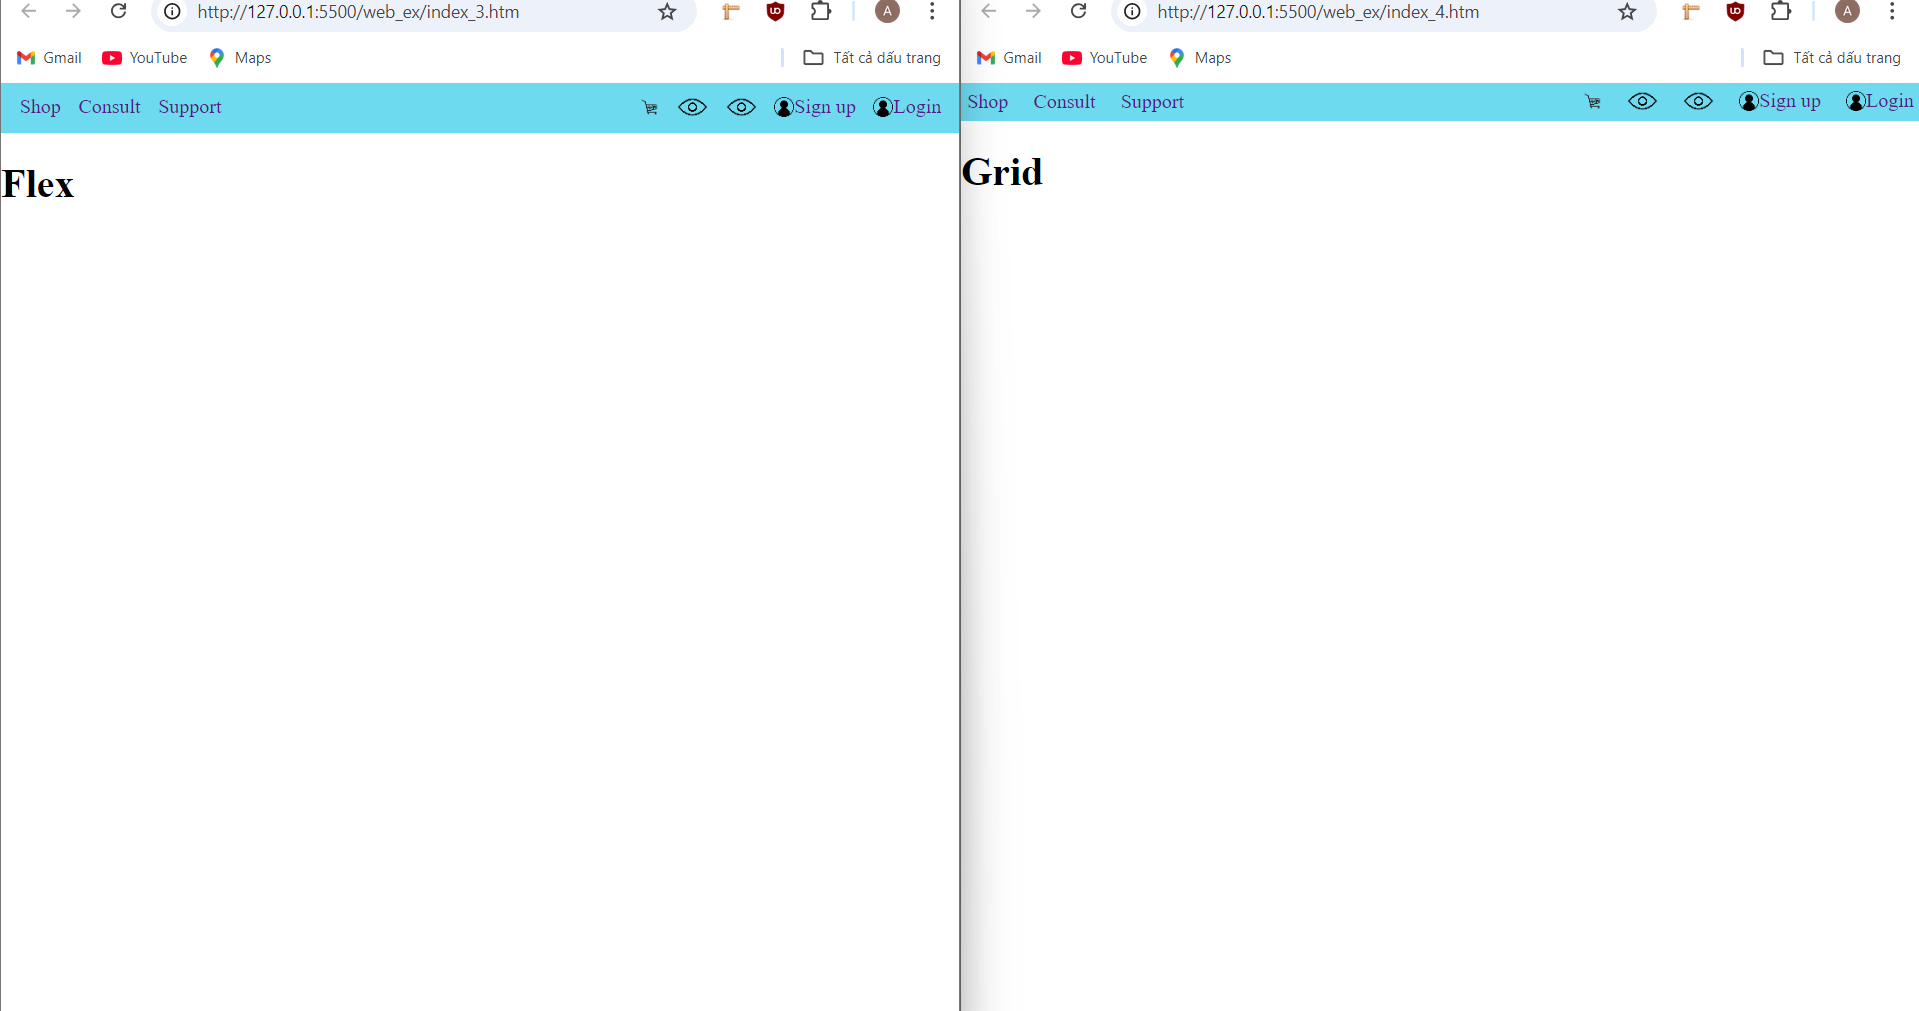 http://127.0.0.1:5500/web_ex/index_3.htm
A
Gmail YouTube Maps Tất cả dấu trang
Shop Consult Support Sign up Login
Flex
http://127.0.0.1:5500/web_ex/index_4.htm
A
Gmail YouTube Maps Tất cả dấu trang
Shop Consult Support Sign up Login
Grid